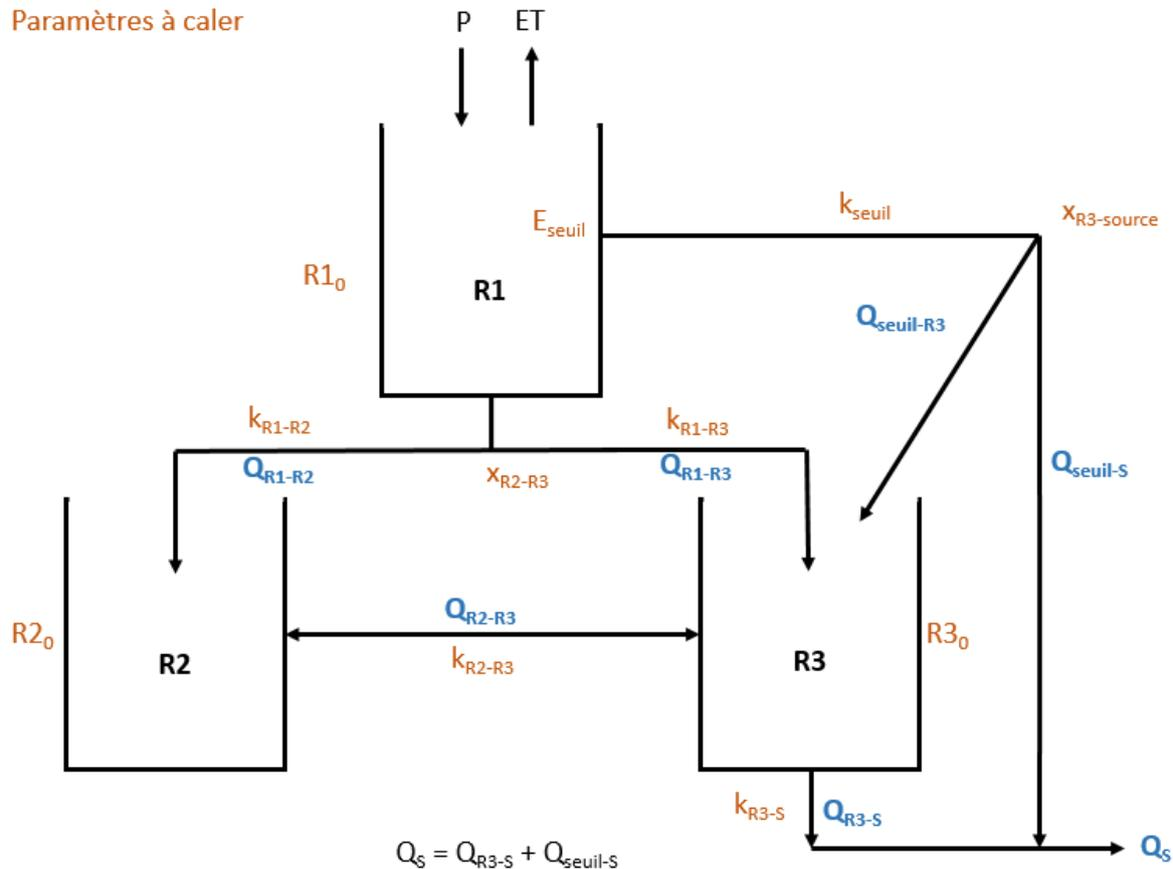 Paramètres à caler
P
ET
k_seuil
x_R3-source
E_seuil
R1_0
R1
Q_seuil-R3
k_R1-R2
k_R1-R3
Q_R1-R2
x_R2-R3
Q_R1-R3
Q_seuil-S
Q_R2-R3
R2_0
R2
k_R2-R3
R3
R3_0
k_R3-S
Q_R3-S
Q_S = Q_R3-S + Q_seuil-S
Q_S